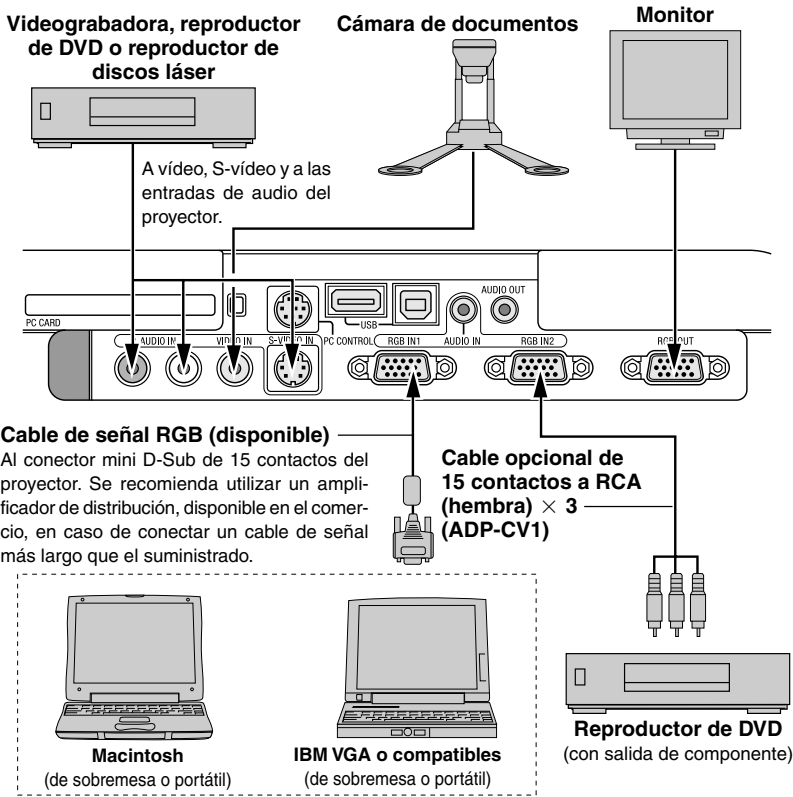 Videograbadora, reproductor
de DVD o reproductor de
discos láser
Cámara de documentos
Monitor
A vídeo, S-vídeo y a las
entradas de audio del
proyector.
PC CARD
USB
AUDIO OUT
AUDIO IN
VIDEO IN
S-VIDEO IN
PC CONTROL
RGB IN1
AUDIO IN
RGB IN2
RGB OUT
Cable de señal RGB (disponible)
Al conector mini D-Sub de 15 contactos del
proyector. Se recomienda utilizar un ampli-
ficador de distribución, disponible en el comer-
cio, en caso de conectar un cable de señal
más largo que el suministrado.
Cable opcional de
15 contactos a RCA
(hembra) × 3
(ADP-CV1)
Macintosh
(de sobremesa o portátil)
IBM VGA o compatibles
(de sobremesa o portátil)
Reproductor de DVD
(con salida de componente)